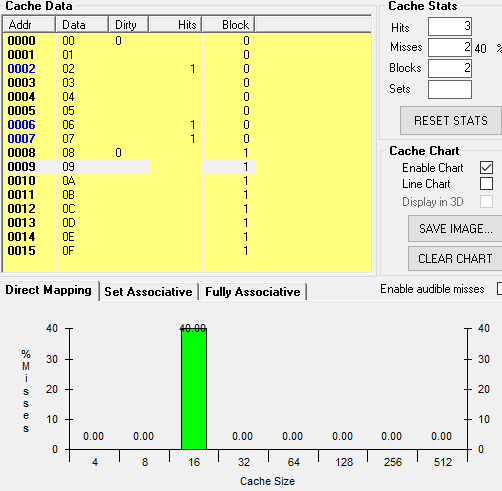 Cache Data
Addr Data Dirty Hits Block
0000 00 0 0
0001 01 0
0002 02 1 0
0003 03 0
0004 04 0
0005 05 0
0006 06 1 0
0007 07 1 0
0008 08 0 1
0009 09 1
0010 0A 1
0011 0B 1
0012 0C 1
0013 0D 1
0014 0E 1
0015 0F 1
Cache Stats
Hits 3
Misses 2 40 %
Blocks 2
Sets
RESET STATS
Cache Chart
Enable Chart
Line Chart
Display in 3D
SAVE IMAGE...
CLEAR CHART
Enable audible misses
Direct Mapping Set Associative Fully Associative
% Misses
40 40.00 40
30 30
20 20
10 10
0.00 0.00 0.00 0.00 0.00 0.00 0.00
0 0
4 8 16 32 64 128 256 512
Cache Size